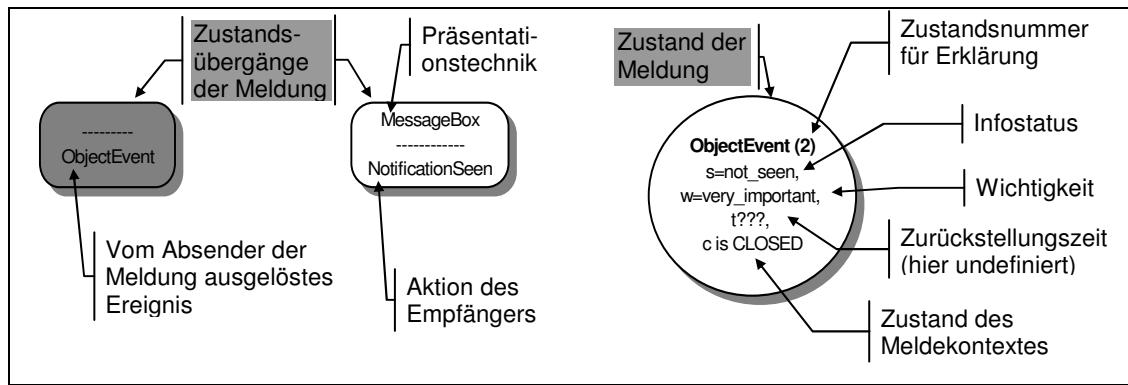 Zustands-
übergänge
der Meldung
Präsentati-
onstechnik
---------
ObjectEvent
MessageBox
------------
NotificationSeen
Vom Absender der
Meldung ausgelöstes
Ereignis
Aktion des
Empfängers
Zustand der
Meldung
Zustandsnummer
für Erklärung
ObjectEvent (2)
s=not_seen,
w=very_important,
t???,
c is CLOSED
Infostatus
Wichtigkeit
Zurückstellungszeit
(hier undefiniert)
Zustand des
Meldekontextes